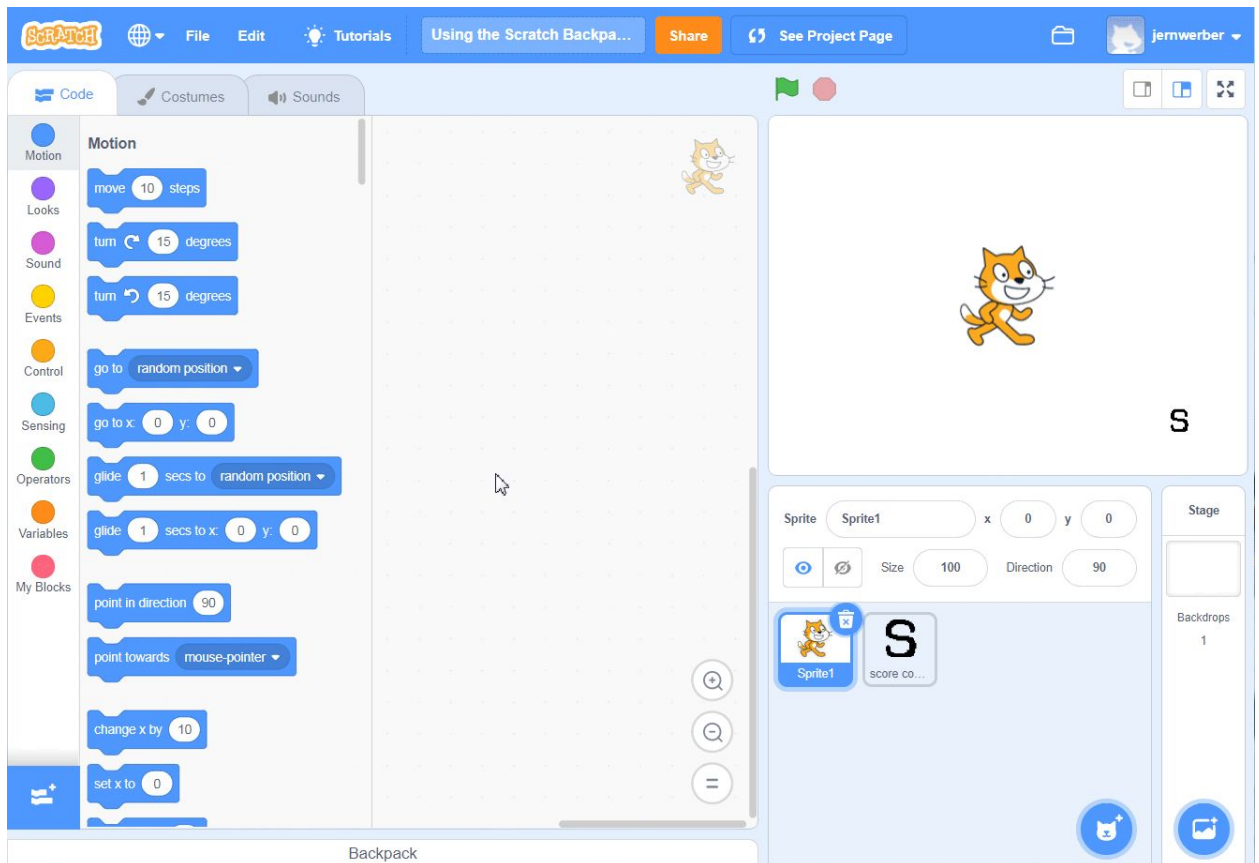 SCRATCH File Edit Tutorials Using the Scratch Backpa... Share See Project Page jernwerber
Code Costumes Sounds
Motion
Looks
Sound
Events
Control
Sensing
Operators
Variables
My Blocks
Motion
move 10 steps
turn 15 degrees
turn 15 degrees
go to random position
go to x: 0 y: 0
glide 1 secs to random position
glide 1 secs to x: 0 y: 0
point in direction 90
point towards mouse-pointer
change x by 10
set x to 0
=
Backpack
S
Sprite Sprite1 x 0 y 0
Size 100 Direction 90
S
Sprite1 score co...
Stage
Backdrops
1